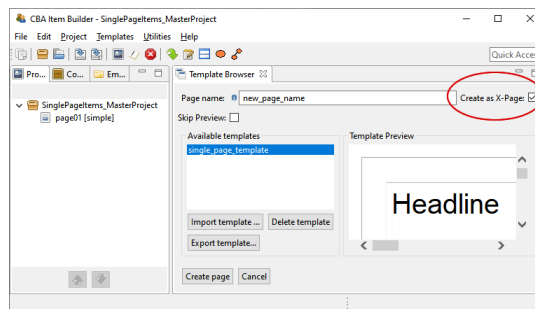 CBA Item Builder - SinglePageItems_MasterProject
File Edit Project Templates Utilities Help
Quick Acce
Pro... Co... Em...
Template Browser
SinglePageItems_MasterProject
page01 [simple]
Page name: new_page_name Create as X-Page:
Skip Preview:
Available templates
single_page_template
Template Preview
Headline
Import template ... Delete template
Export template...
Create page Cancel